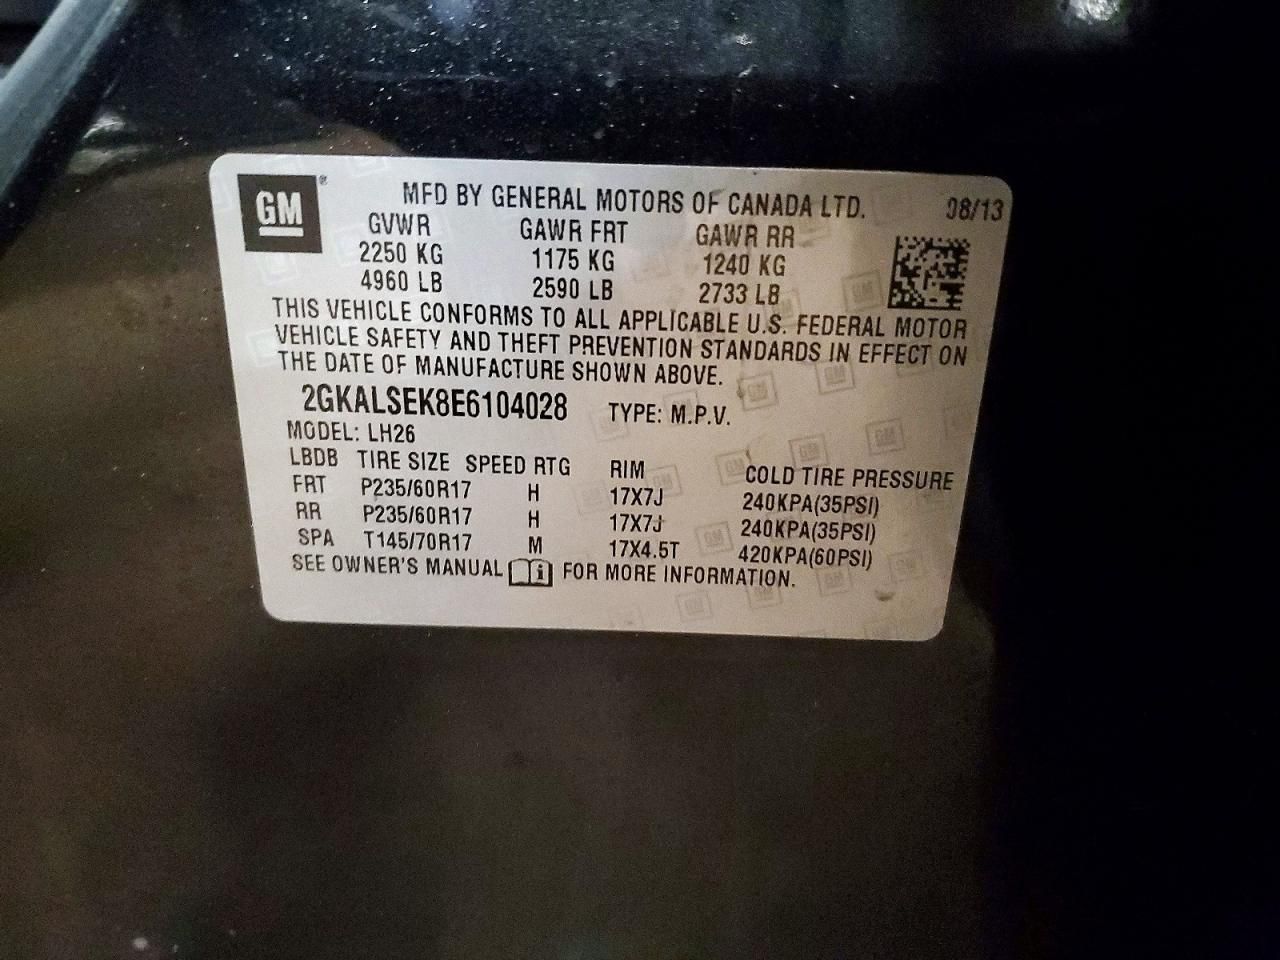 GM®
MFD BY GENERAL MOTORS OF CANADA LTD. 08/13
GVWR GAWR FRT GAWR RR
2250 KG 1175 KG 1240 KG
4960 LB 2590 LB 2733 LB
THIS VEHICLE CONFORMS TO ALL APPLICABLE U.S. FEDERAL MOTOR
VEHICLE SAFETY AND THEFT PREVENTION STANDARDS IN EFFECT ON
THE DATE OF MANUFACTURE SHOWN ABOVE.
2GKALSEK8E6104028 TYPE: M.P.V.
MODEL: LH26
LBDB TIRE SIZE SPEED RTG RIM COLD TIRE PRESSURE
FRT P235/60R17 H 17X7J 240KPA(35PSI)
RR P235/60R17 H 17X7J 240KPA(35PSI)
SPA T145/70R17 M 17X4.5T 420KPA(60PSI)
SEE OWNER'S MANUAL i FOR MORE INFORMATION.